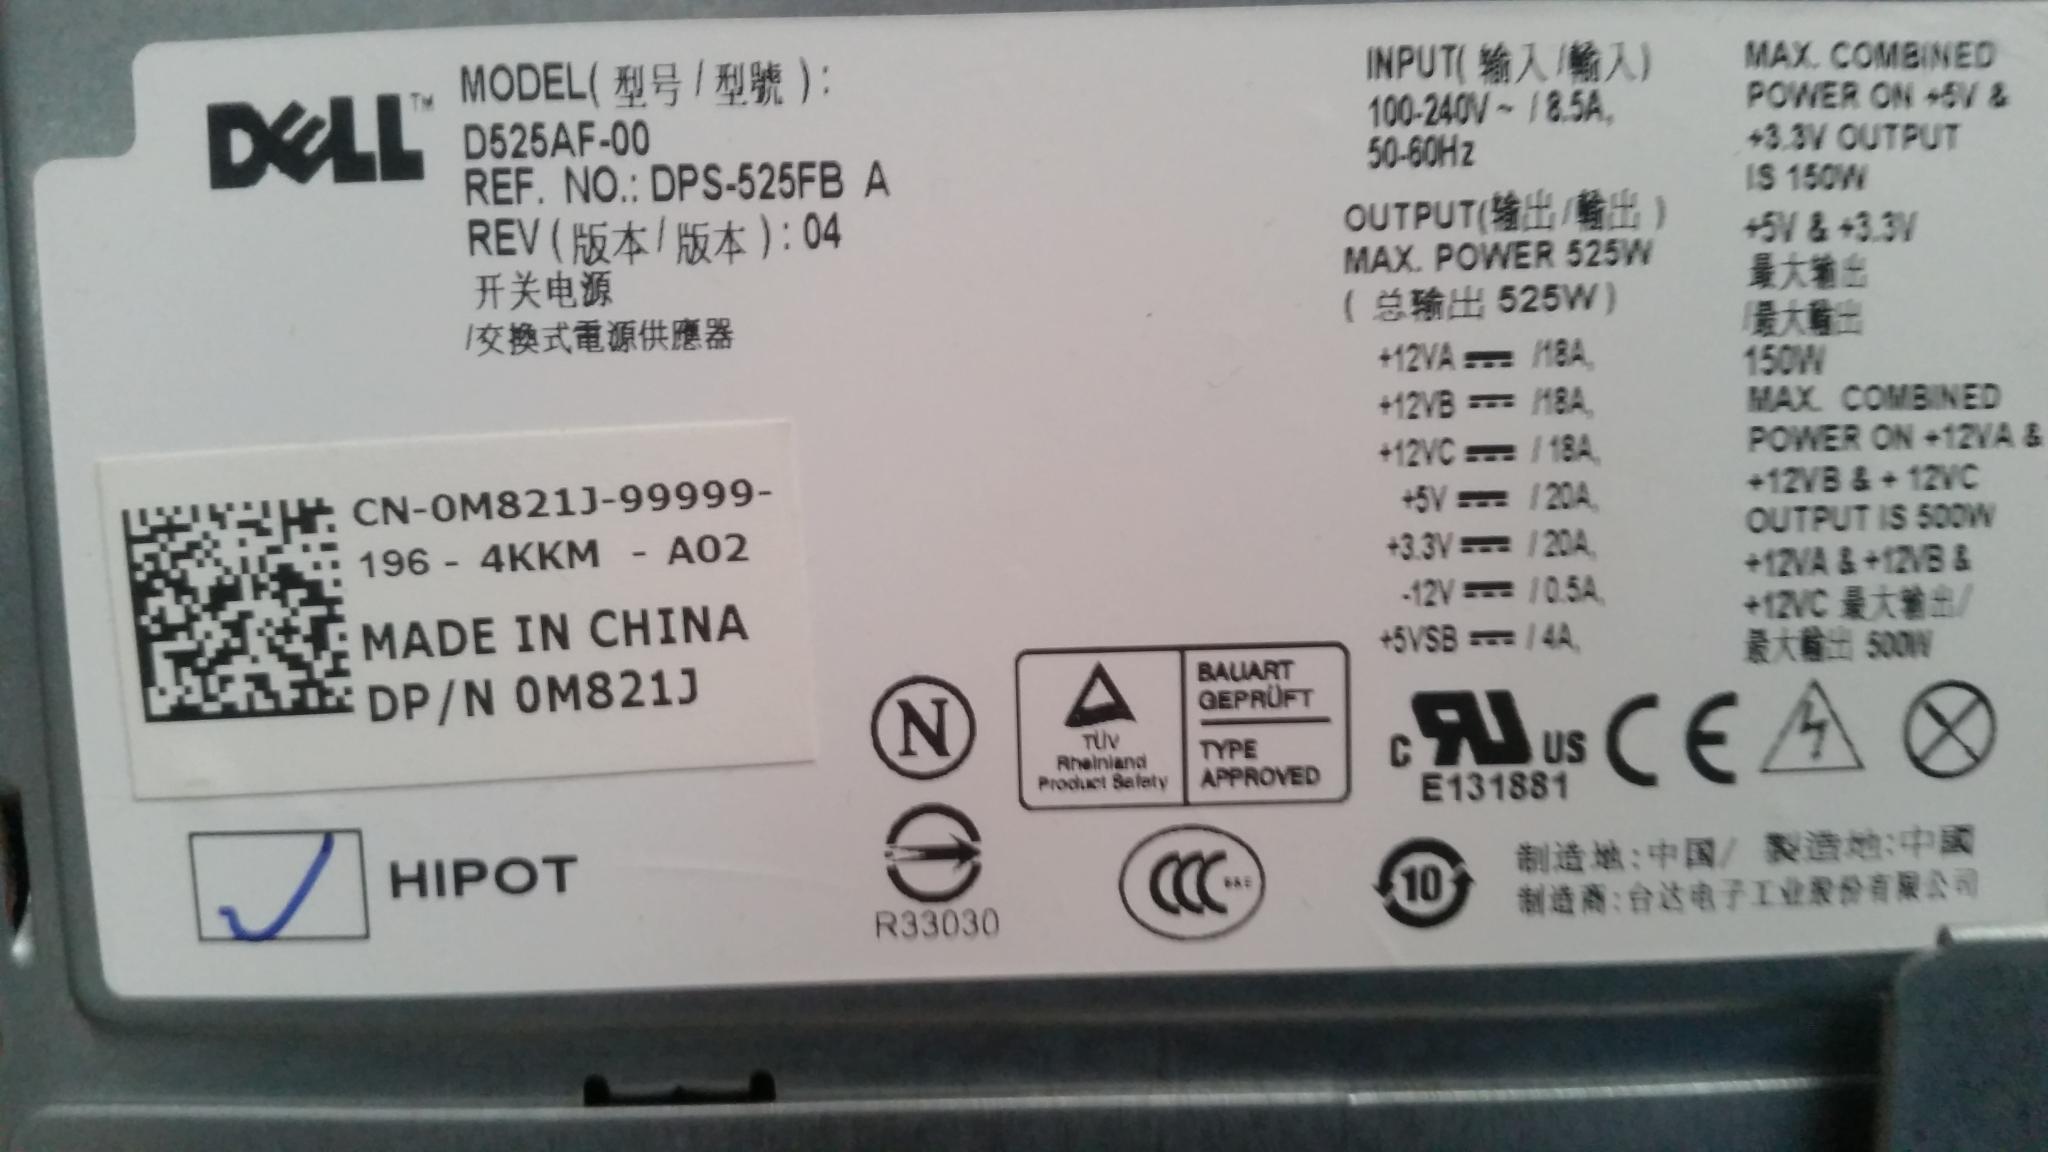 DELL™
MODEL(型号/型號):
D525AF-00
REF. NO.: DPS-525FB A
REV(版本/版本): 04
开关电源
/交換式電源供應器
CN-0M821J-99999-
196 - 4KKM - A02
MADE IN CHINA
DP/N 0M821J
HIPOT
INPUT(输入/輸入)
100-240V ~ / 8.5A,
50-60Hz
OUTPUT(输出/輸出)
MAX. POWER 525W
(总输出 525W)
+12VA ⎓ /18A,
+12VB ⎓ /18A,
+12VC ⎓ / 18A,
+5V ⎓ / 20A,
+3.3V ⎓ / 20A,
-12V ⎓ / 0.5A,
+5VSB ⎓ / 4A,
MAX. COMBINED
POWER ON +5V &
+3.3V OUTPUT
IS 150W
+5V & +3.3V
最大输出
/最大輸出
150W
MAX. COMBINED
POWER ON +12VA &
+12VB & + 12VC
OUTPUT IS 500W
+12VA & +12VB &
+12VC 最大输出/
最大輸出 500W
N
TÜV
Rheinland
Product Safety
BAUART
GEPRÜFT
TYPE
APPROVED
C RU US
E131881
CE
R33030
CCC
10
制造地:中国/ 製造地:中國
制造商:台达电子工业股份有限公司